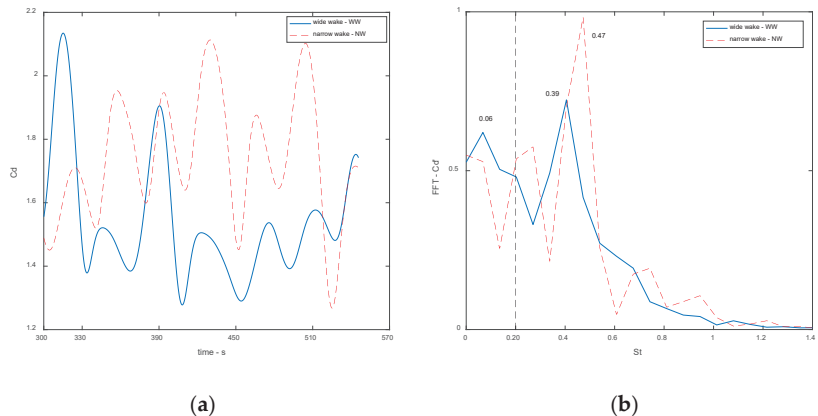 2.2
2
1.8
1.6
1.4
1.2
300
330
390
450
510
570
Cd
time - s
wide wake - WW
narrow wake - NW
(a)
1
0.5
0
0
0.20
0.4
0.6
0.8
1
1.2
1.4
FFT - Cd'
St
wide wake - WW
narrow wake - NW
0.06
0.39
0.47
(b)